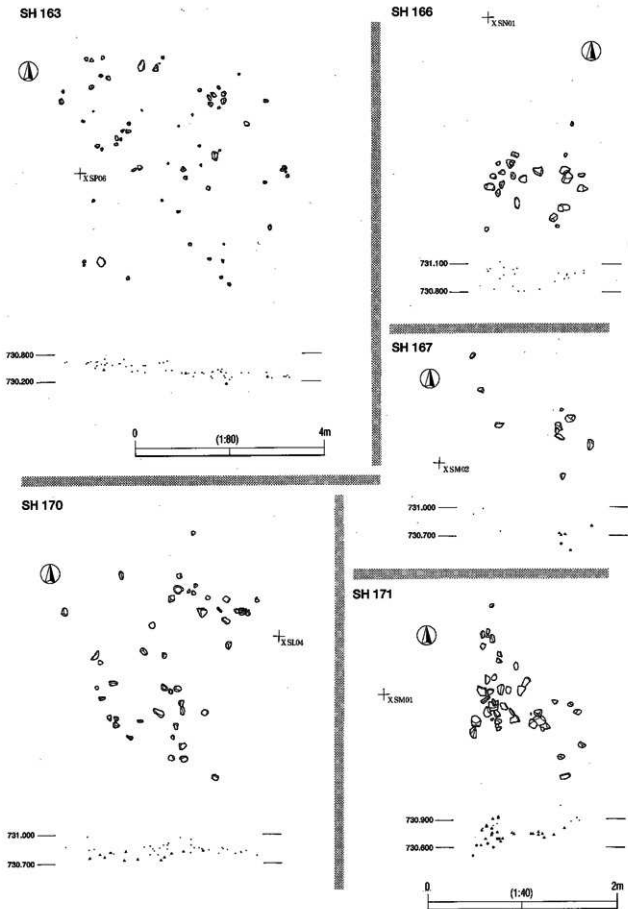 SH 163
XSP06
730.800
730.200
0 (1:80) 4m
SH 166
XSN01
731.100
730.800
SH 167
XSM02
731.000
730.700
SH 170
XSL04
731.000
730.700
SH 171
XSM01
730.900
730.600
0 (1:40) 2m